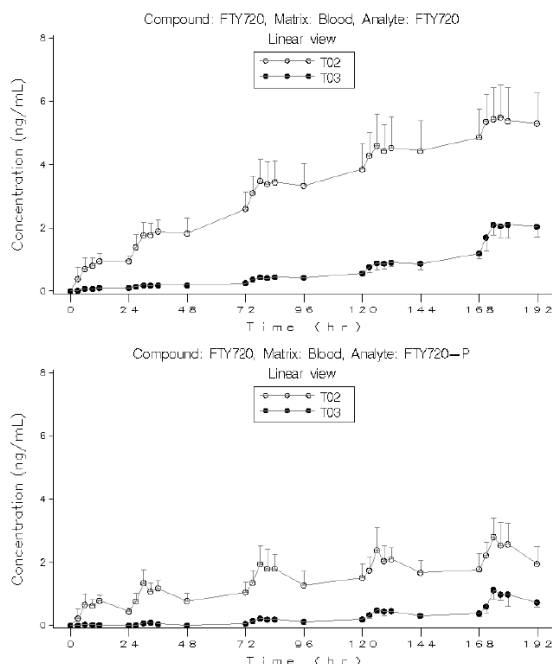 Compound: FTY720, Matrix: Blood, Analyte: FTY720
Linear view
T02
T03
Concentration (ng/mL)
8
6
4
2
0
0 24 48 72 96 120 144 168 192
Time (hr)
Compound: FTY720, Matrix: Blood, Analyte: FTY720-P
Linear view
T02
T03
Concentration (ng/mL)
8
6
4
2
0
0 24 48 72 96 120 144 168 192
Time (hr)